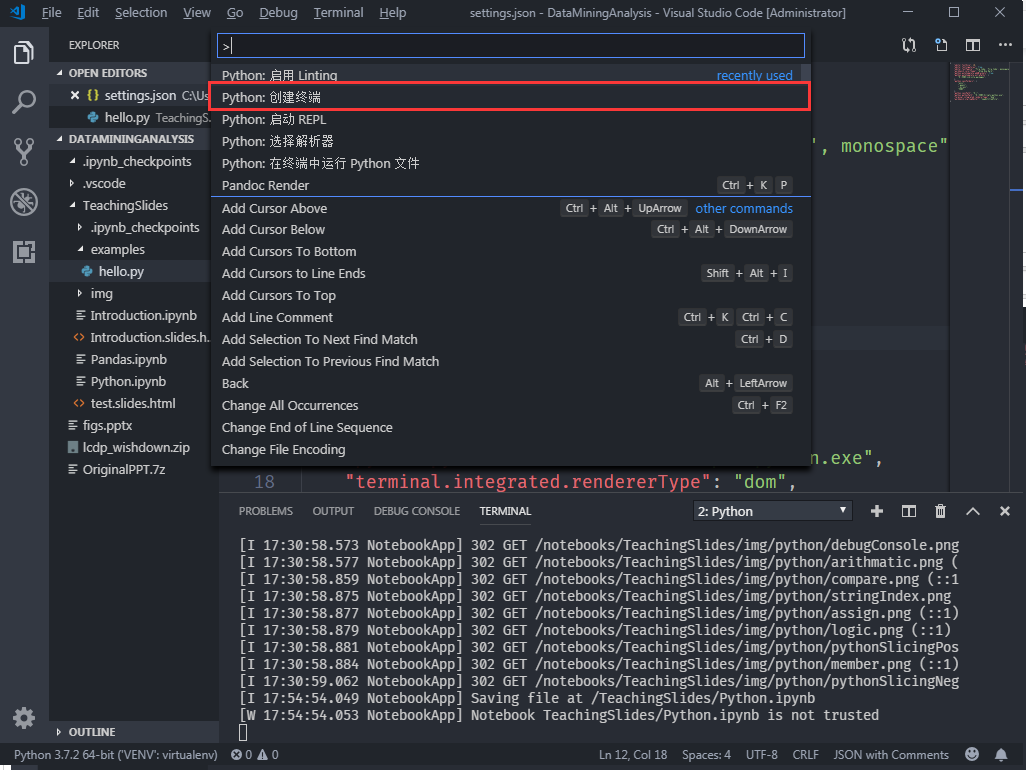 File Edit Selection View Go Debug Terminal Help settings.json - DataMiningAnalysis - Visual Studio Code [Administrator]
EXPLORER
OPEN EDITORS
{} settings.json C:\Us
hello.py TeachingS.
DATAMININGANALYSIS
.ipynb_checkpoints
.vscode
TeachingSlides
.ipynb_checkpoints
examples
hello.py
img
Introduction.ipynb
Introduction.slides.h.
Pandas.ipynb
Python.ipynb
test.slides.html
figs.pptx
lcdp_wishdown.zip
OriginalPPT.7z
OUTLINE
>
Python: 启用 Linting recently used
Python: 创建终端
Python: 启动 REPL
Python: 选择解析器
Python: 在终端中运行 Python 文件
Pandoc Render Ctrl + K P
Add Cursor Above Ctrl + Alt + UpArrow other commands
Add Cursor Below Ctrl + Alt + DownArrow
Add Cursors To Bottom
Add Cursors to Line Ends Shift + Alt + I
Add Cursors To Top
Add Line Comment Ctrl + K Ctrl + C
Add Selection To Next Find Match Ctrl + D
Add Selection To Previous Find Match
Back Alt + LeftArrow
Change All Occurrences Ctrl + F2
Change End of Line Sequence
Change File Encoding
', monospace"
n.exe",
18 "terminal.integrated.rendererType": "dom",
PROBLEMS OUTPUT DEBUG CONSOLE TERMINAL 2: Python
[I 17:30:58.573 NotebookApp] 302 GET /notebooks/TeachingSlides/img/python/debugConsole.png
[I 17:30:58.577 NotebookApp] 302 GET /notebooks/TeachingSlides/img/python/arithmatic.png (
[I 17:30:58.859 NotebookApp] 302 GET /notebooks/TeachingSlides/img/python/compare.png (::1
[I 17:30:58.875 NotebookApp] 302 GET /notebooks/TeachingSlides/img/python/stringIndex.png
[I 17:30:58.877 NotebookApp] 302 GET /notebooks/TeachingSlides/img/python/assign.png (::1)
[I 17:30:58.879 NotebookApp] 302 GET /notebooks/TeachingSlides/img/python/logic.png (::1)
[I 17:30:58.881 NotebookApp] 302 GET /notebooks/TeachingSlides/img/python/pythonSlicingPos
[I 17:30:58.884 NotebookApp] 302 GET /notebooks/TeachingSlides/img/python/member.png (::1)
[I 17:30:59.062 NotebookApp] 302 GET /notebooks/TeachingSlides/img/python/pythonSlicingNeg
[I 17:54:54.049 NotebookApp] Saving file at /TeachingSlides/Python.ipynb
[W 17:54:54.053 NotebookApp] Notebook TeachingSlides/Python.ipynb is not trusted
Python 3.7.2 64-bit ('VENV': virtualenv) 0 0 Ln 12, Col 18 Spaces: 4 UTF-8 CRLF JSON with Comments